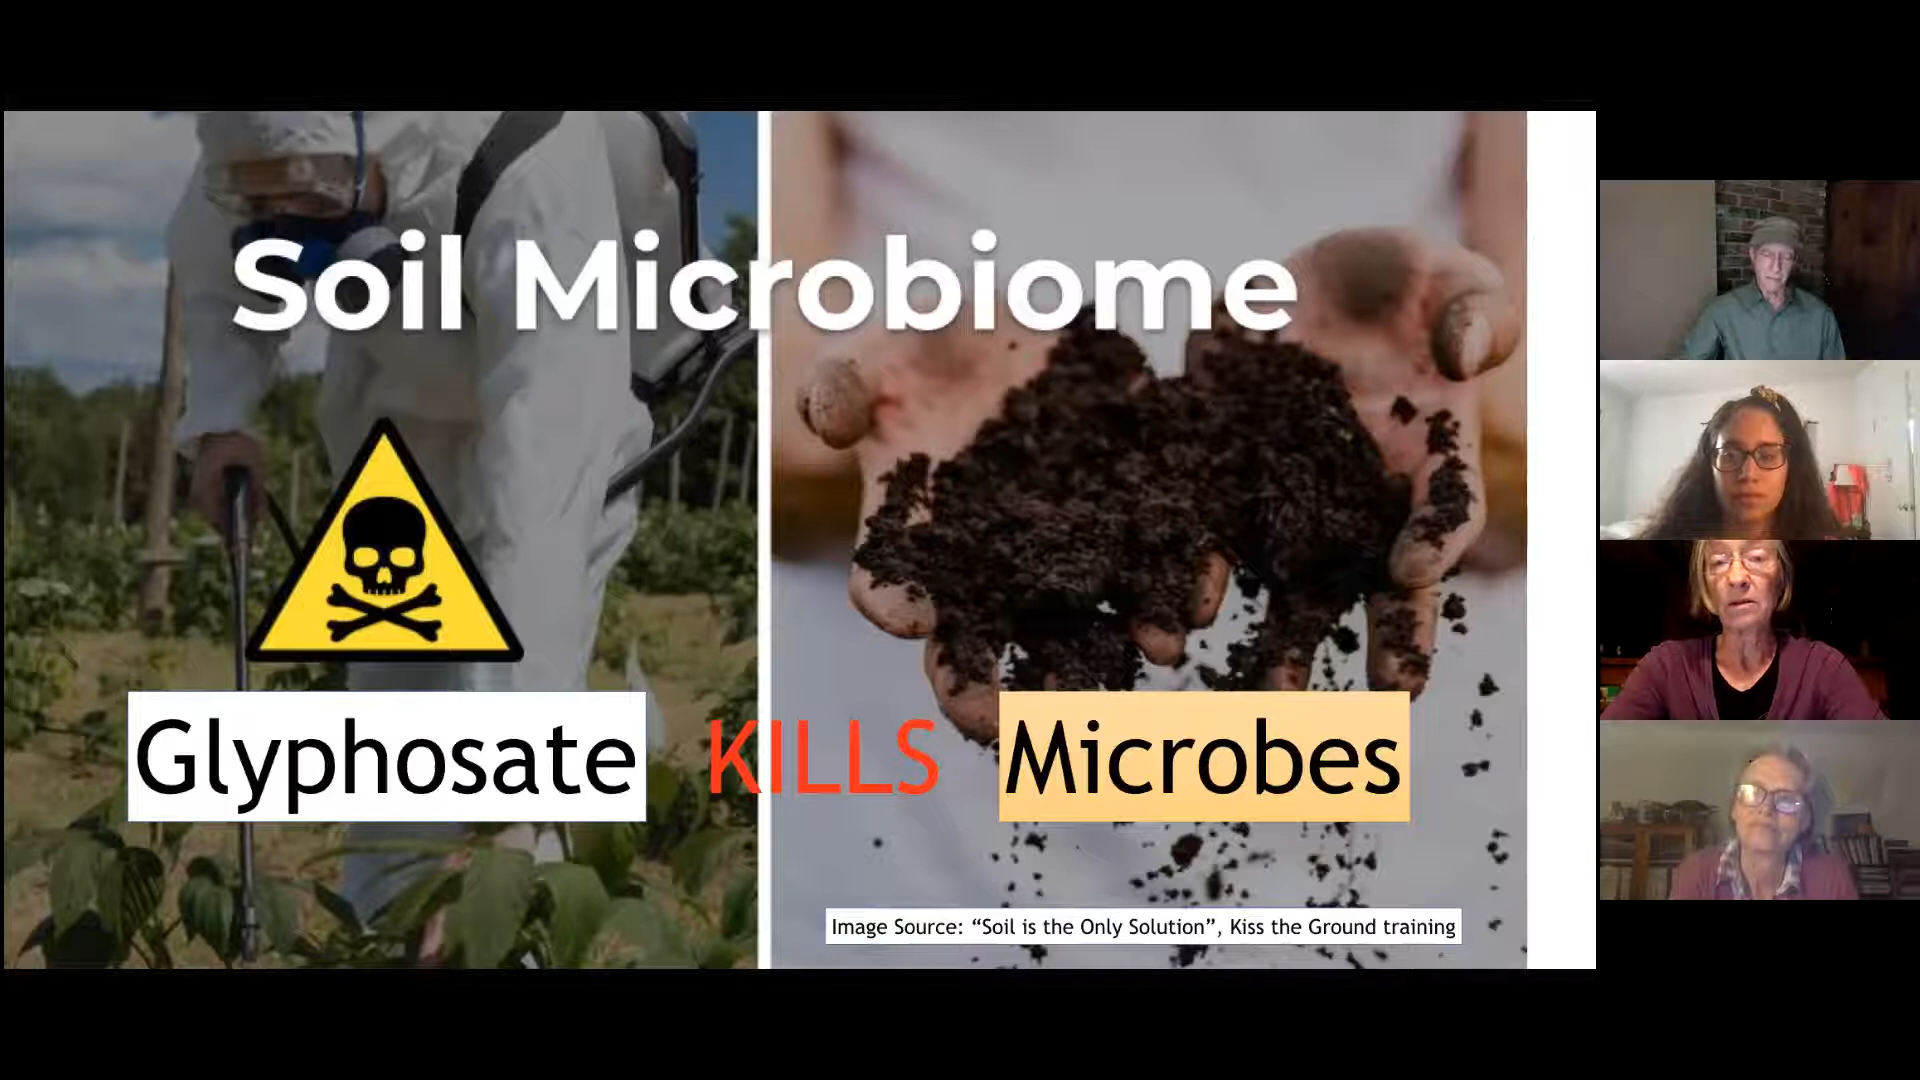 Soil Microbiome
Glyphosate KILLS Microbes
Image Source: “Soil is the Only Solution”, Kiss the Ground training